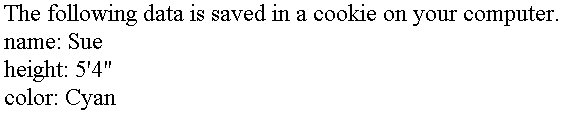 The following data is saved in a cookie on your computer.
name: Sue
height: 5'4"
color: Cyan